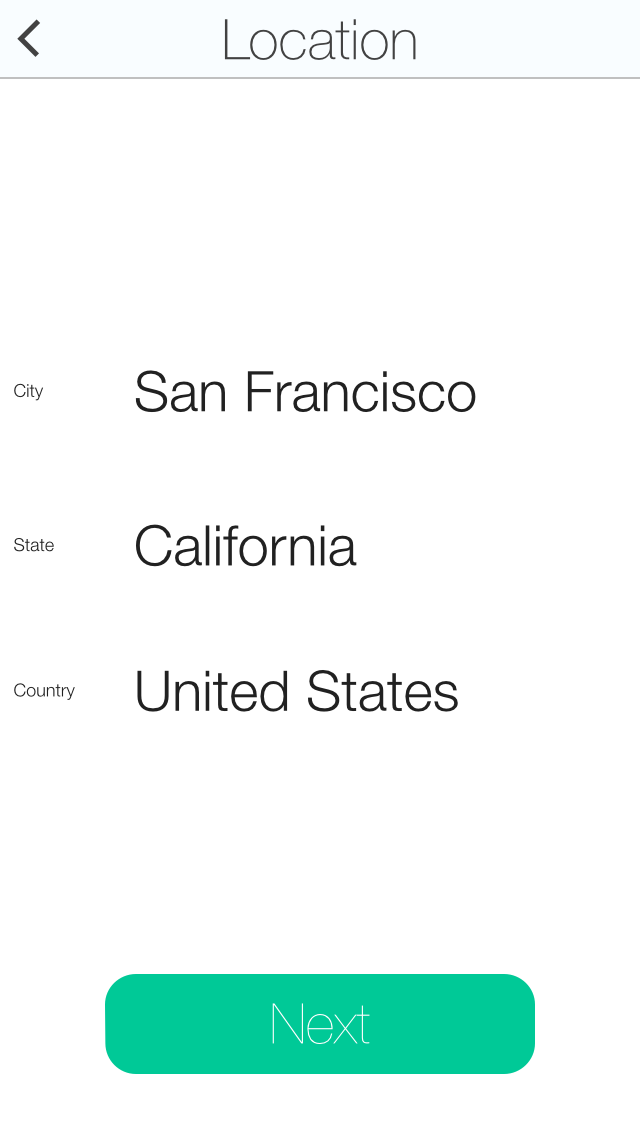 Location
City San Francisco
State California
Country United States
Next